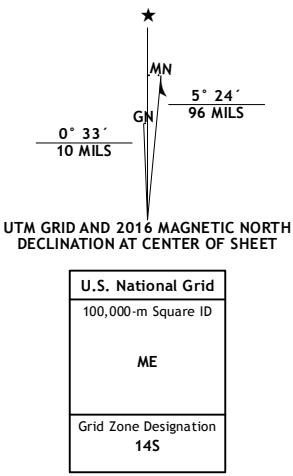 ★
MN
5° 24´
96 MILS
GN
0° 33´
10 MILS
UTM GRID AND 2016 MAGNETIC NORTH
DECLINATION AT CENTER OF SHEET
U.S. National Grid
100,000-m Square ID
ME
Grid Zone Designation
14S